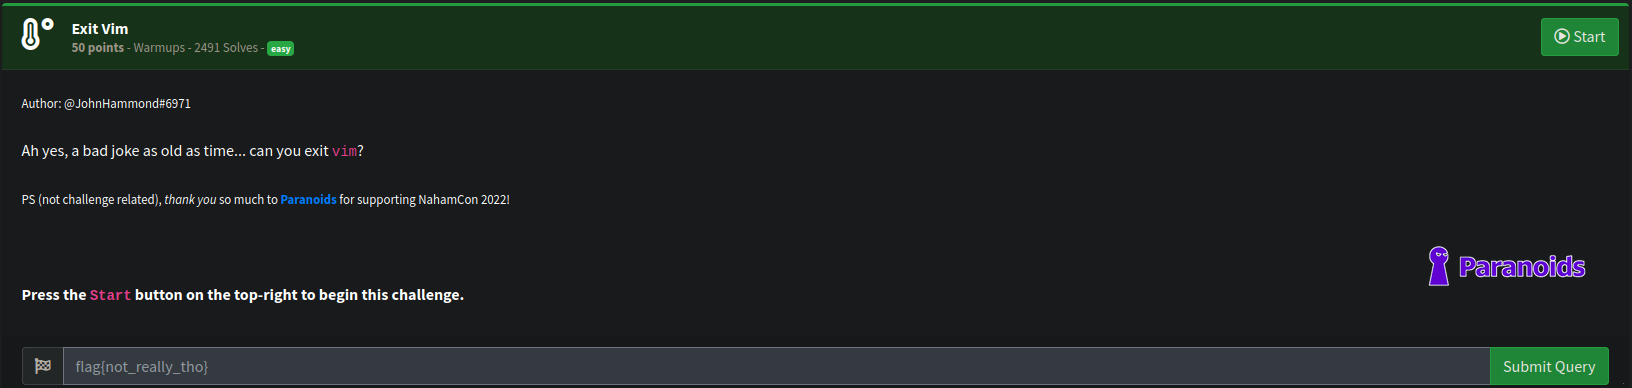 Exit Vim
50 points - Warmups - 2491 Solves - easy
Start
Author: @JohnHammond#6971
Ah yes, a bad joke as old as time... can you exit vim?
PS (not challenge related), thank you so much to Paranoids for supporting NahamCon 2022!
Paranoids
Press the Start button on the top-right to begin this challenge.
flag{not_really_tho}
Submit Query